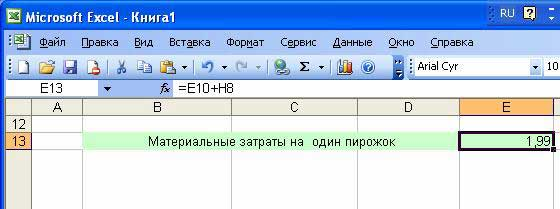 Microsoft Excel - Книга1
RU
Файл Правка Вид Вставка Формат Сервис Данные Окно Справка
Arial Cyr 10
E13 fx =E10+H8
A B C D E
12
13 Материальные затраты на один пирожок 1,99